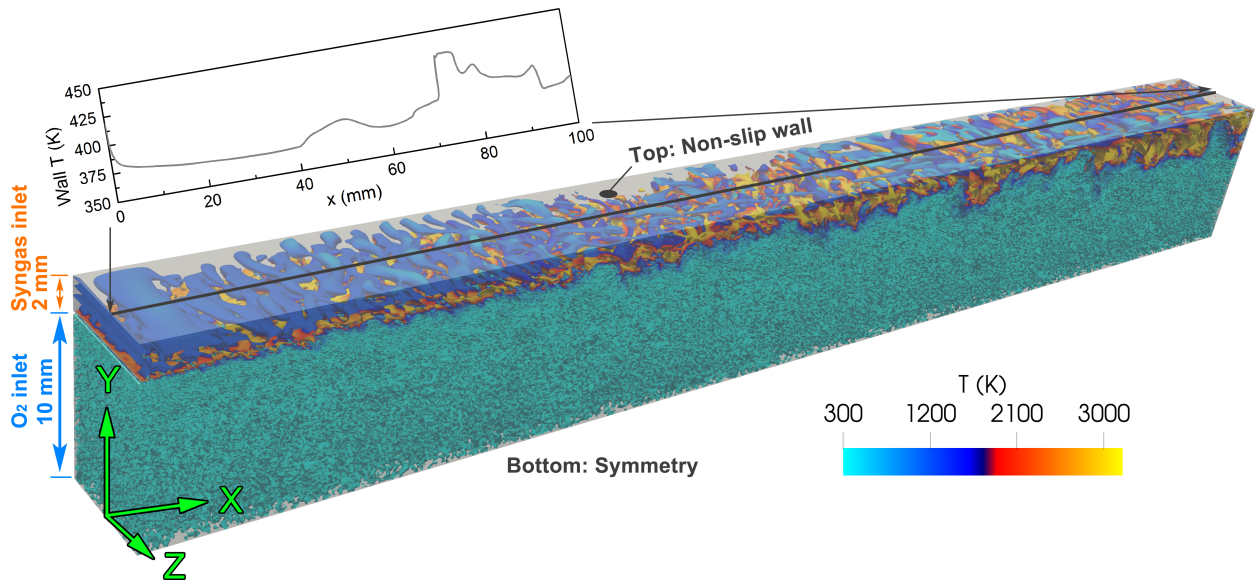 450
425
400
375
350
Wall T (K)
0
20
40
60
80
100
x (mm)
Top: Non-slip wall
Syngas inlet
2 mm
O₂ inlet
10 mm
Y
X
Z
Bottom: Symmetry
T (K)
300
1200
2100
3000